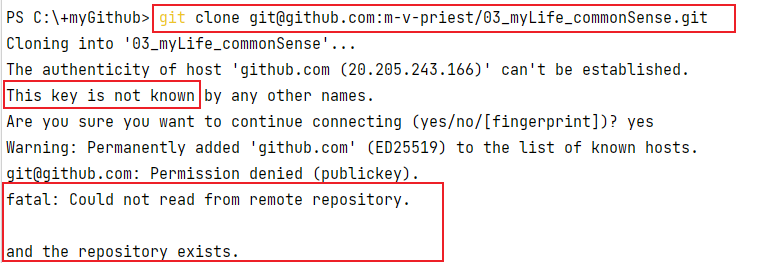 PS C:\+myGithub> git clone git@github.com:m-v-priest/03_myLife_commonSense.git
Cloning into '03_myLife_commonSense'...
The authenticity of host 'github.com (20.205.243.166)' can't be established.
This key is not known by any other names.
Are you sure you want to continue connecting (yes/no/[fingerprint])? yes
Warning: Permanently added 'github.com' (ED25519) to the list of known hosts.
git@github.com: Permission denied (publickey).
fatal: Could not read from remote repository.
and the repository exists.